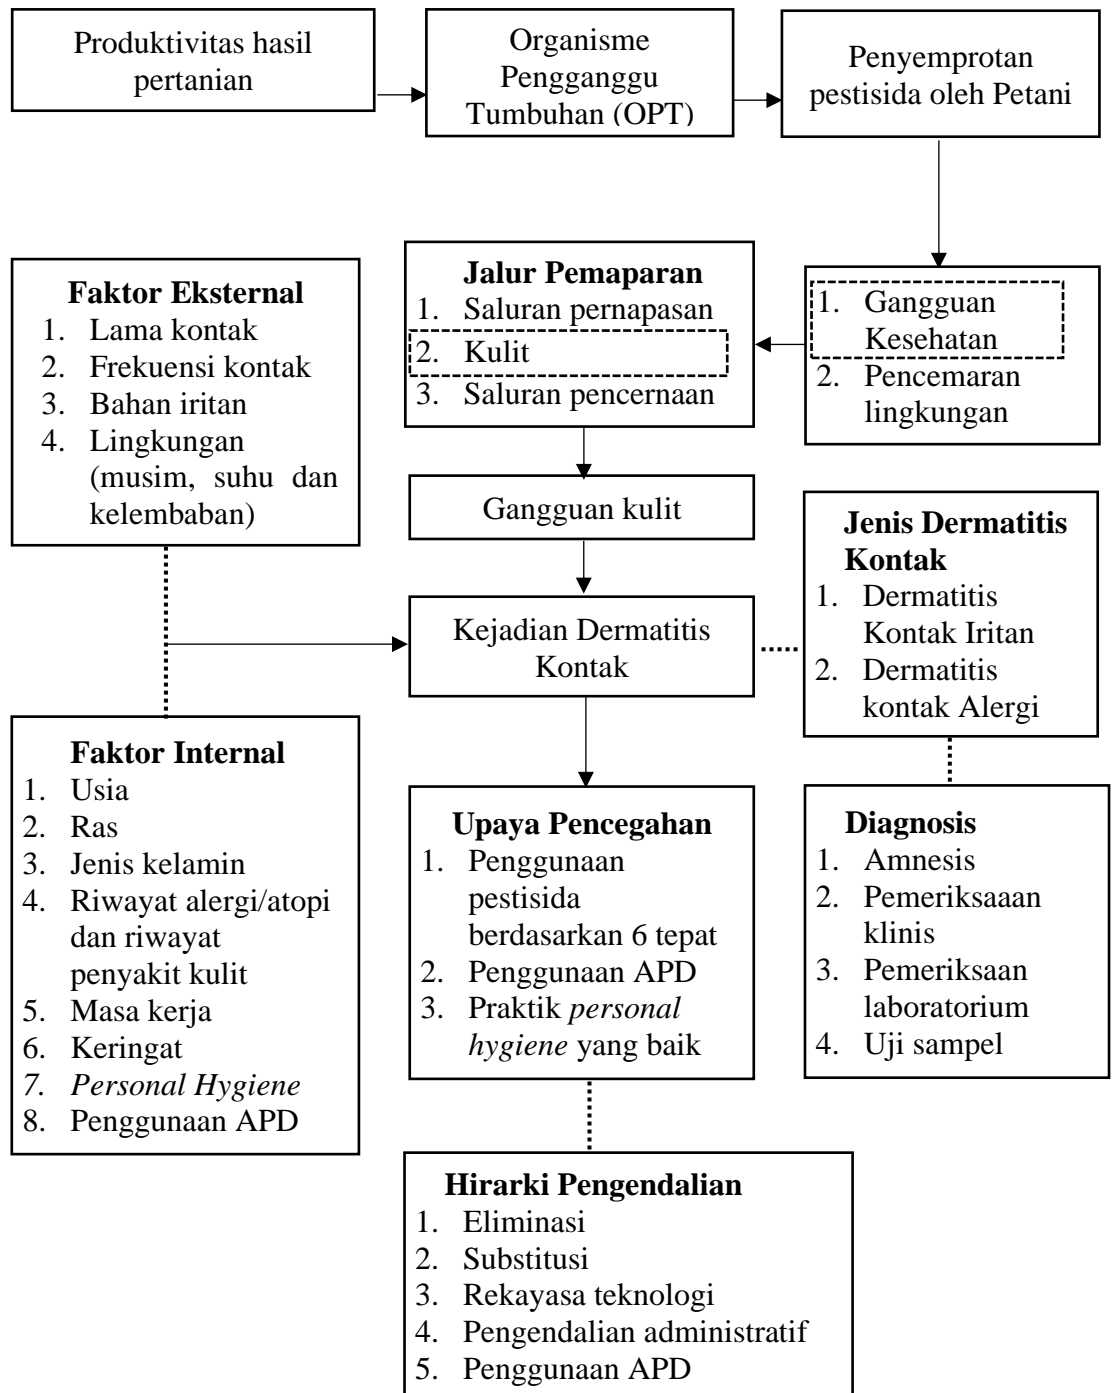 Produktivitas hasil
pertanian
Organisme
Pengganggu
Tumbuhan (OPT)
Penyemprotan
pestisida oleh Petani
Faktor Eksternal
1. Lama kontak
2. Frekuensi kontak
3. Bahan iritan
4. Lingkungan
(musim, suhu dan
kelembaban)
Jalur Pemaparan
1. Saluran pernapasan
2. Kulit
3. Saluran pencernaan
1. Gangguan
Kesehatan
2. Pencemaran
lingkungan
Gangguan kulit
Kejadian Dermatitis
Kontak
Jenis Dermatitis
Kontak
1. Dermatitis
Kontak Iritan
2. Dermatitis
kontak Alergi
Faktor Internal
1. Usia
2. Ras
3. Jenis kelamin
4. Riwayat alergi/atopi
dan riwayat
penyakit kulit
5. Masa kerja
6. Keringat
7. Personal Hygiene
8. Penggunaan APD
Upaya Pencegahan
1. Penggunaan
pestisida
berdasarkan 6 tepat
2. Penggunaan APD
3. Praktik personal
hygiene yang baik
Diagnosis
1. Amnesis
2. Pemeriksaaan
klinis
3. Pemeriksaan
laboratorium
4. Uji sampel
Hirarki Pengendalian
1. Eliminasi
2. Substitusi
3. Rekayasa teknologi
4. Pengendalian administratif
5. Penggunaan APD